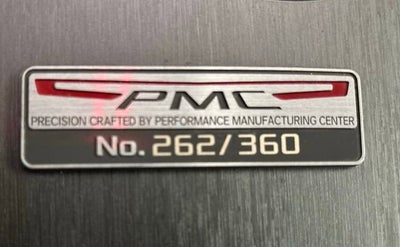 PMC
PRECISION CRAFTED BY PERFORMANCE MANUFACTURING CENTER
No. 262/360